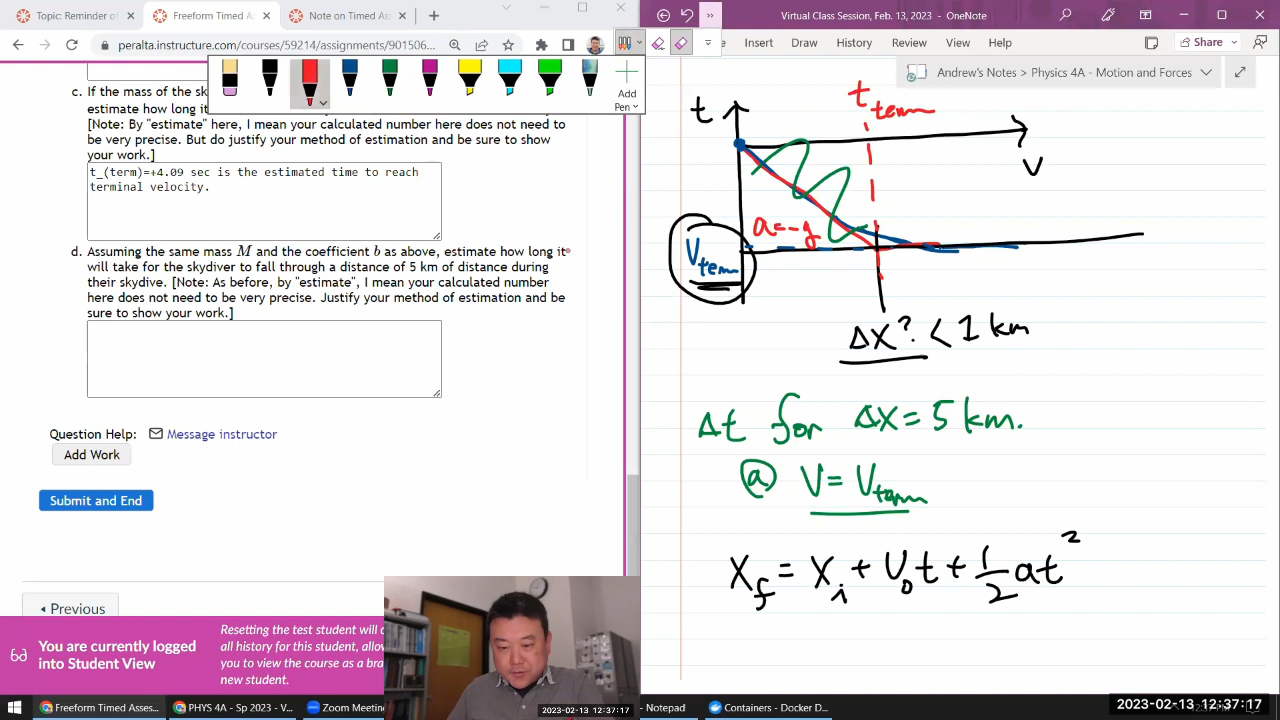 Topic: Reminder of
Freeform Timed Ass
Note on Timed Asse
Virtual Class Session, Feb. 13, 2023 – OneNote
peralta.instructure.com/courses/59214/assignments/901506
Insert
Draw
History
Review
View
Help
Share
Add
Pen
Andrew's Notes > Physics 4A - Motion and Forces
c. If the mass of the sk
estimate how long it
[Note: By "estimate" here, I mean your calculated number here does not need to
be very precise. But do justify your method of estimation and be sure to show
your work.]
t_(term)=+4.09 sec is the estimated time to reach
terminal velocity.
d. Assuming the same mass M and the coefficient b as above, estimate how long it
will take for the skydiver to fall through a distance of 5 km of distance during
their skydive. [Note: As before, by "estimate", I mean your calculated number
here does not need to be very precise. Justify your method of estimation and be
sure to show your work.]
Question Help:
Message instructor
Add Work
Submit and End
◂ Previous
You are currently logged
into Student View
Resetting the test student will c
all history for this student, allow
you to view the course as a bra
new student.
t
t term
V
a=-g
V term
Δx? < 1 km
Δt for Δx = 5 km.
@ V = V term
X_f = X_i + V_0 t + 1/2 at^2
2023-02-13 12:37:17
Freeform Timed Asses...
PHYS 4A - Sp 2023 - V...
Zoom Meeting
- Notepad
Containers - Docker D...
2023-02-13 12:37:17